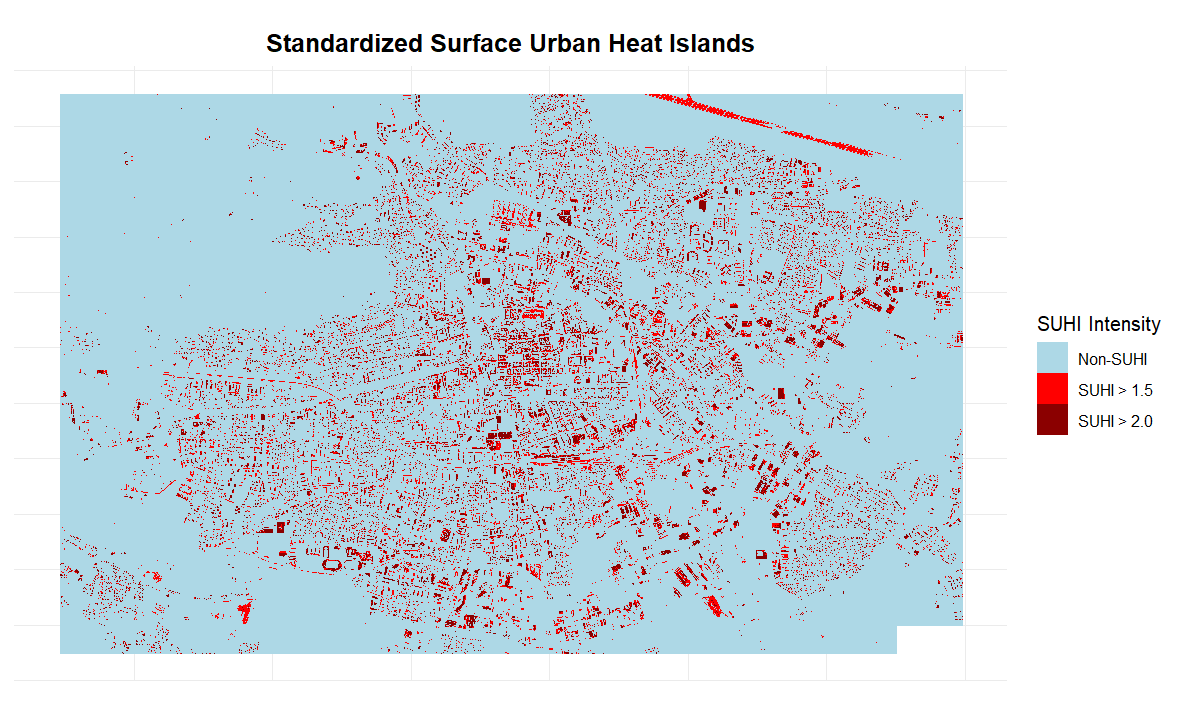 Standardized Surface Urban Heat Islands
SUHI Intensity
Non-SUHI
SUHI > 1.5
SUHI > 2.0